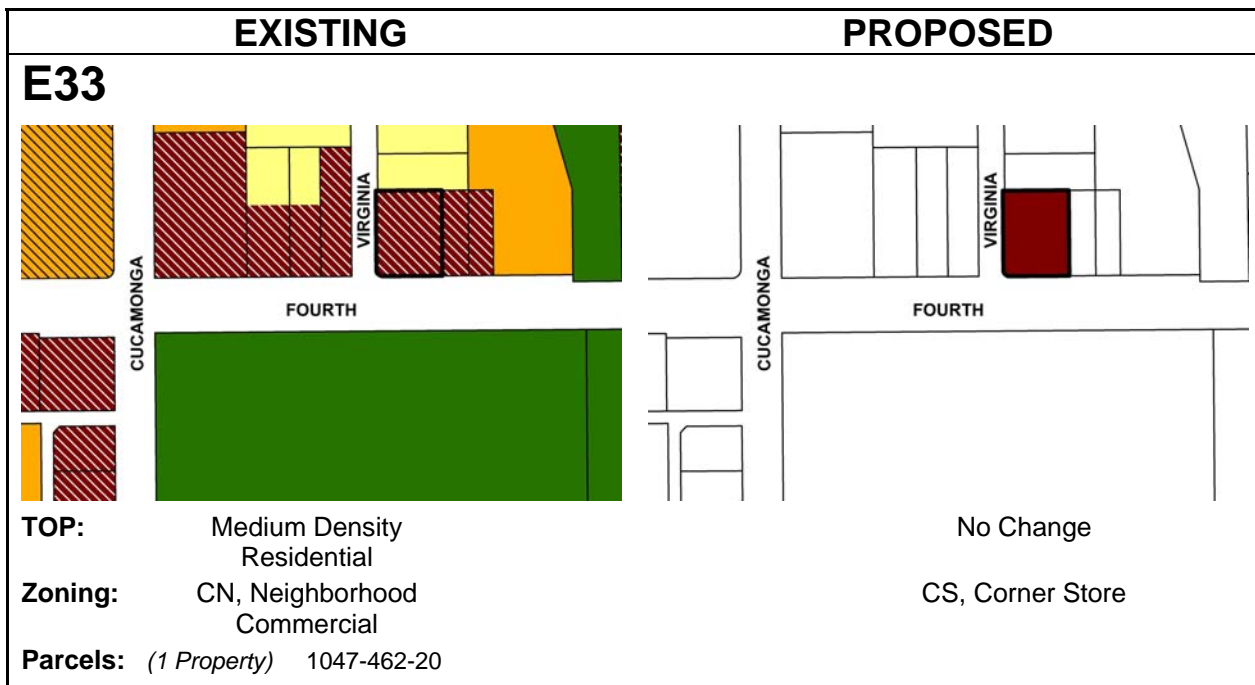 EXISTING PROPOSED
E33
VIRGINIA
CUCAMONGA
FOURTH
VIRGINIA
CUCAMONGA
FOURTH
TOP: Medium Density Residential No Change
Zoning: CN, Neighborhood Commercial CS, Corner Store
Parcels: (1 Property) 1047-462-20